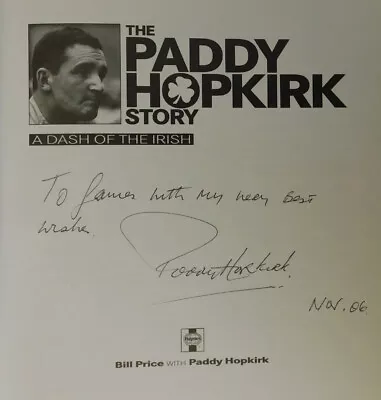 THE
PADDY
HOPKIRK
STORY
A DASH OF THE IRISH
To James with my very Best
wishes.
Paddy Hopkirk.
Nov. 06.
Haynes
Bill Price WITH Paddy Hopkirk